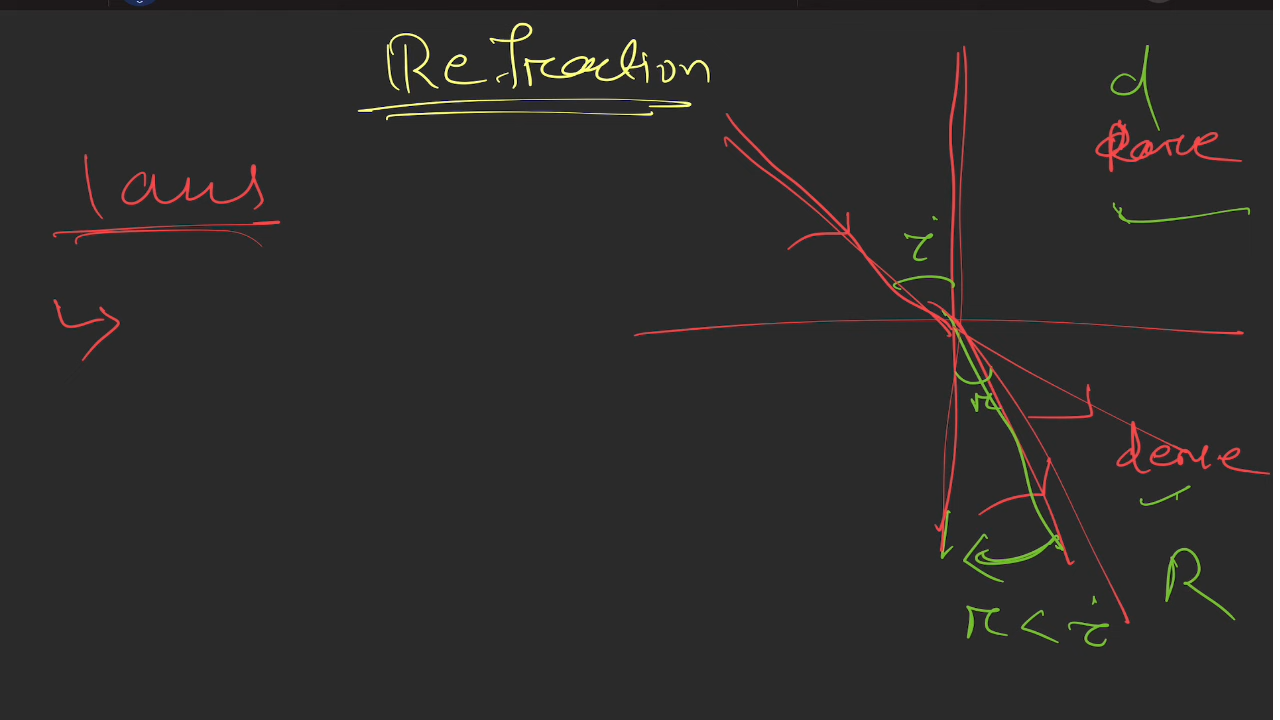 Refraction
laws
d
rare
i
r
dense
R
r < i